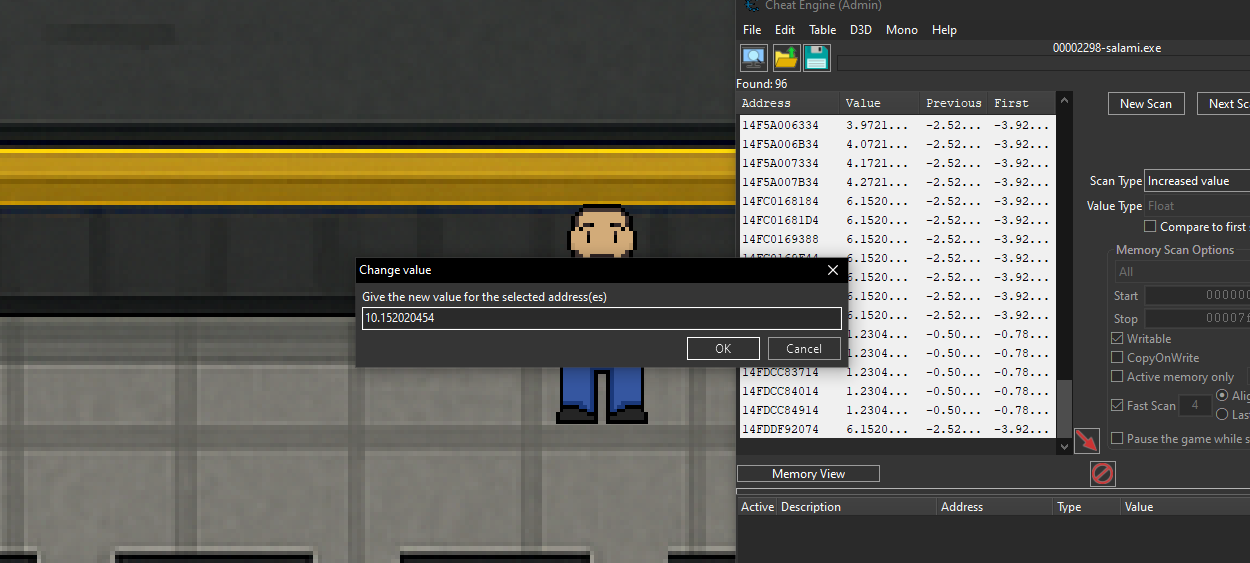 Cheat Engine (Admin)
File Edit Table D3D Mono Help
00002298-salami.exe
Found: 96
Address Value Previous First
14F5A006334 3.9721... -2.52... -3.92...
14F5A006B34 4.0721... -2.52... -3.92...
14F5A007334 4.1721... -2.52... -3.92...
14F5A007B34 4.2721... -2.52... -3.92...
14FC0168184 6.1520... -2.52... -3.92...
14FC01681D4 6.1520... -2.52... -3.92...
14FC0169388 6.1520... -2.52... -3.92...
6.1520... -2.52... -3.92...
6.1520... -2.52... -3.92...
6.1520... -2.52... -3.92...
6.1520... -2.52... -3.92...
1.2304... -0.50... -0.78...
1.2304... -0.50... -0.78...
14FDCC83714 1.2304... -0.50... -0.78...
14FDCC84014 1.2304... -0.50... -0.78...
14FDCC84914 1.2304... -0.50... -0.78...
14FDDF92074 6.1520... -2.52... -3.92...
New Scan Next Sc
Scan Type Increased value
Value Type Float
Compare to first
Memory Scan Options
All
Start 000000
Stop 00007f
Writable
CopyOnWrite
Active memory only
Fast Scan 4 Alig
Las
Pause the game while s
Memory View
Active Description Address Type Value
Change value
Give the new value for the selected address(es)
10.152020454
OK Cancel